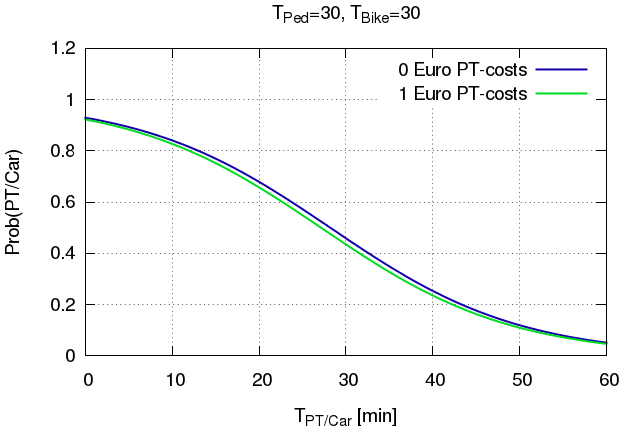 T_Ped=30, T_Bike=30
1.2
0 Euro PT-costs
1 Euro PT-costs
1
0.8
Prob(PT/Car)
0.6
0.4
0.2
0
0 10 20 30 40 50 60
T_PT/Car [min]